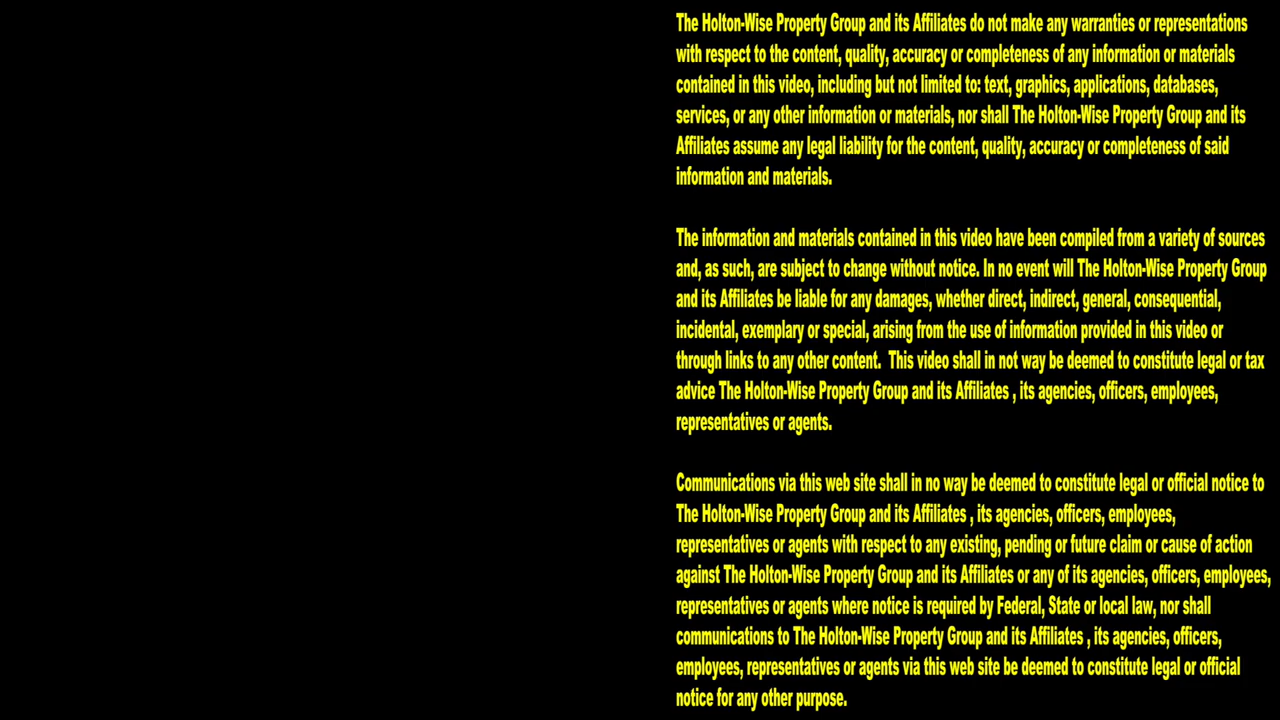 The Holton-Wise Property Group and its Affiliates do not make any warranties or representations
with respect to the content, quality, accuracy or completeness of any information or materials
contained in this video, including but not limited to: text, graphics, applications, databases,
services, or any other information or materials, nor shall The Holton-Wise Property Group and its
Affiliates assume any legal liability for the content, quality, accuracy or completeness of said
information and materials.
The information and materials contained in this video have been compiled from a variety of sources
and, as such, are subject to change without notice. In no event will The Holton-Wise Property Group
and its Affiliates be liable for any damages, whether direct, indirect, general, consequential,
incidental, exemplary or special, arising from the use of information provided in this video or
through links to any other content.  This video shall in not way be deemed to constitute legal or tax
advice The Holton-Wise Property Group and its Affiliates , its agencies, officers, employees,
representatives or agents.
Communications via this web site shall in no way be deemed to constitute legal or official notice to
The Holton-Wise Property Group and its Affiliates , its agencies, officers, employees,
representatives or agents with respect to any existing, pending or future claim or cause of action
against The Holton-Wise Property Group and its Affiliates or any of its agencies, officers, employees,
representatives or agents where notice is required by Federal, State or local law, nor shall
communications to The Holton-Wise Property Group and its Affiliates , its agencies, officers,
employees, representatives or agents via this web site be deemed to constitute legal or official
notice for any other purpose.